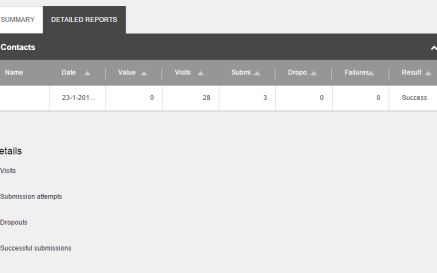 SUMMARY DETAILED REPORTS
Contacts
Name Date Value Visits Submi... Dropo... Failures Result
23-1-201... 0 28 3 0 0 Success
etails
Visits
Submission attempts
Dropouts
Successful submissions